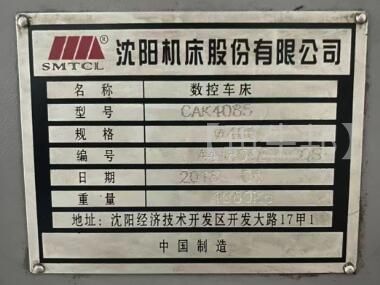 SMTCL® 沈阳机床股份有限公司
名称 数控车床
型号 CAK4085
规格
编号
日期
重量
地址:沈阳经济技术开发区开发大路17甲1
中国制造